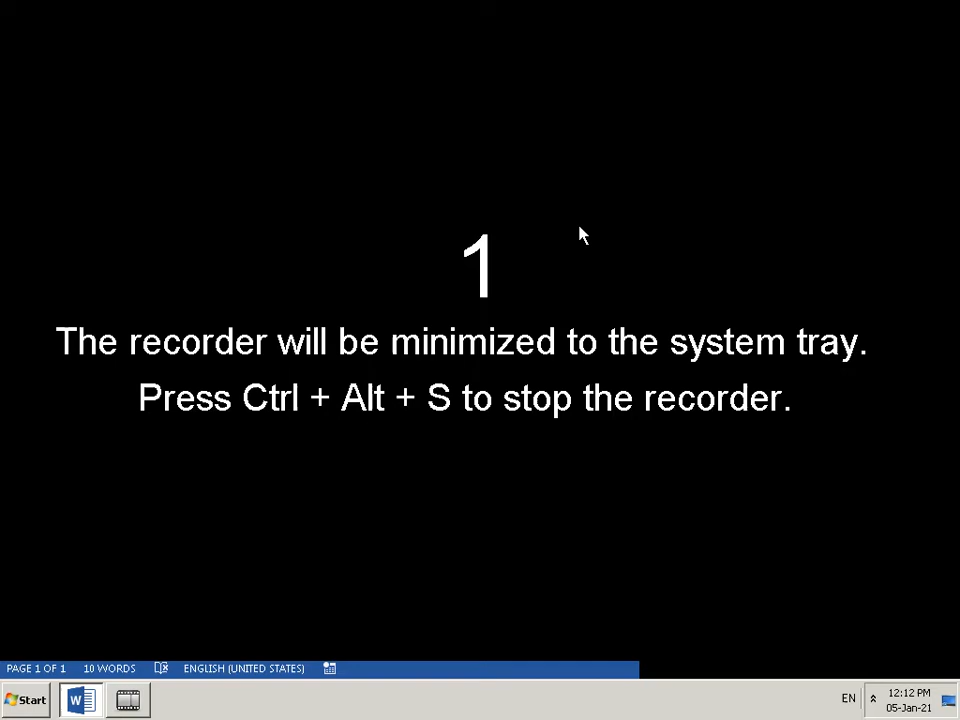 1
The recorder will be minimized to the system tray.
Press Ctrl + Alt + S to stop the recorder.
PAGE 1 OF 1 10 WORDS ENGLISH (UNITED STATES)
Start W EN 12:12 PM
05-Jan-21